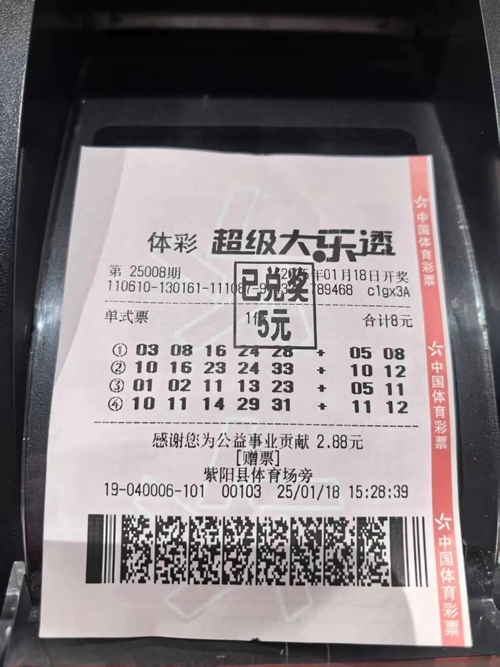 体彩 超级大乐透
第 25008期 年01月18日开奖
110610-130161-111087- 789468 c1gx3A
已兑奖
5元
单式票 合计8元
① 03 08 16 24 28 + 05 08
② 10 16 23 24 33 + 10 12
③ 01 02 11 13 23 + 05 11
④ 10 11 14 29 31 + 11 12
感谢您为公益事业贡献 2.88元
[赠票]
紫阳县体育场旁
19-040006-101 00103 25/01/18 15:28:39
中国体育彩票
中国体育彩票
中国体育彩票